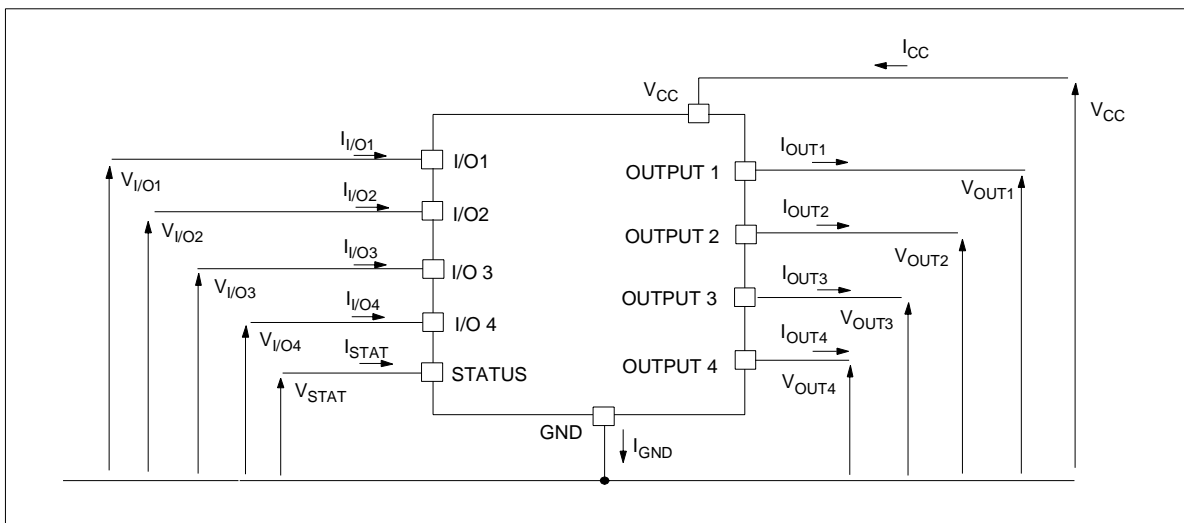 I_CC
V_CC
V_CC
I_I/O1
I/O1
V_I/O1
I_I/O2
I/O2
V_I/O2
I_I/O3
I/O 3
V_I/O3
I_I/O4
I/O 4
V_I/O4
I_STAT
STATUS
V_STAT
OUTPUT 1
I_OUT1
V_OUT1
OUTPUT 2
I_OUT2
V_OUT2
OUTPUT 3
I_OUT3
V_OUT3
OUTPUT 4
I_OUT4
V_OUT4
GND
I_GND